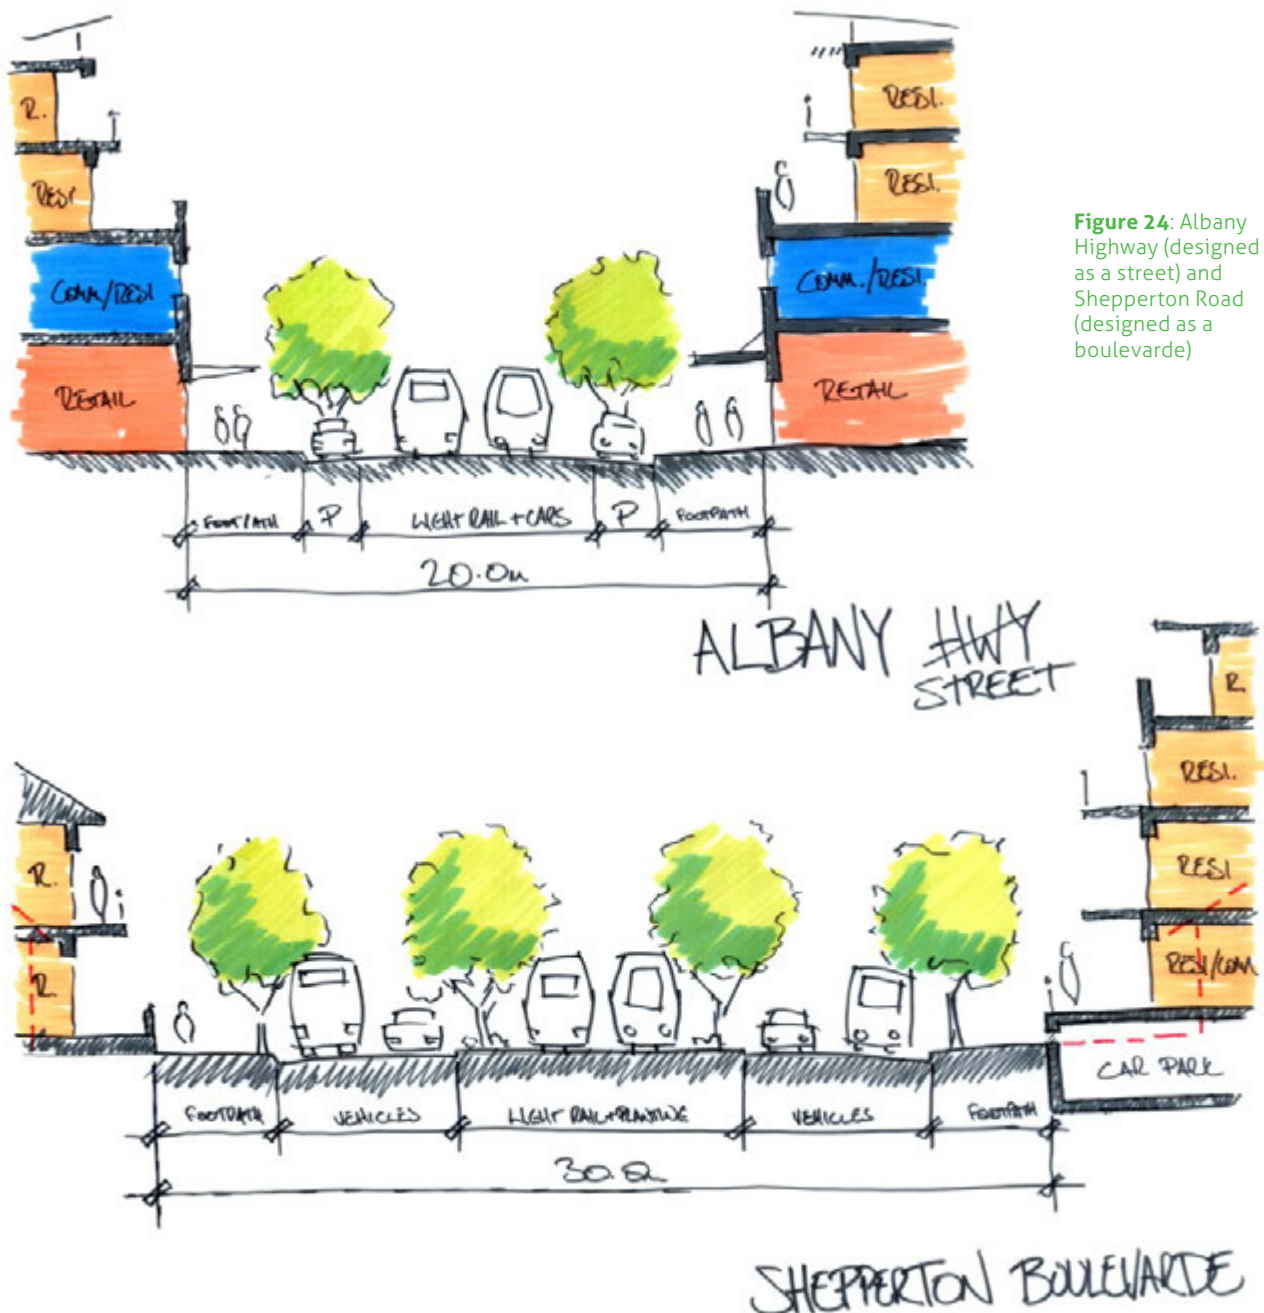 R.
RESI.
RESI
RESI.
COMM/RESI
COMM./RESI.
RETAIL
RETAIL
FOOTPATH
P
LIGHT RAIL + CARS
P
FOOTPATH
20.0m
Figure 24: Albany
Highway (designed
as a street) and
Shepperton Road
(designed as a
boulevarde)
ALBANY HWY
STREET
R.
RESI.
R.
RESI
R.
RESI/COMM
CAR PARK
FOOTPATH
VEHICLES
LIGHT RAIL + PLANTING
VEHICLES
FOOTPATH
SHEPPERTON BOULEVARDE